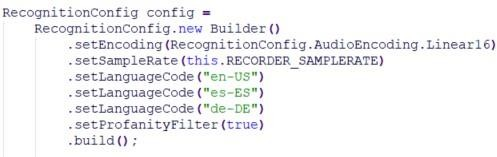 RecognitionConfig config =
RecognitionConfig.new Builder()
.setEncoding(RecognitionConfig.AudioEncoding.Linear16)
.setSampleRate(this.RECORDER_SAMPLERATE)
.setLanguageCode("en-US")
.setLanguageCode("es-ES")
.setLanguageCode("de-DE")
.setProfanityFilter(true)
.build();